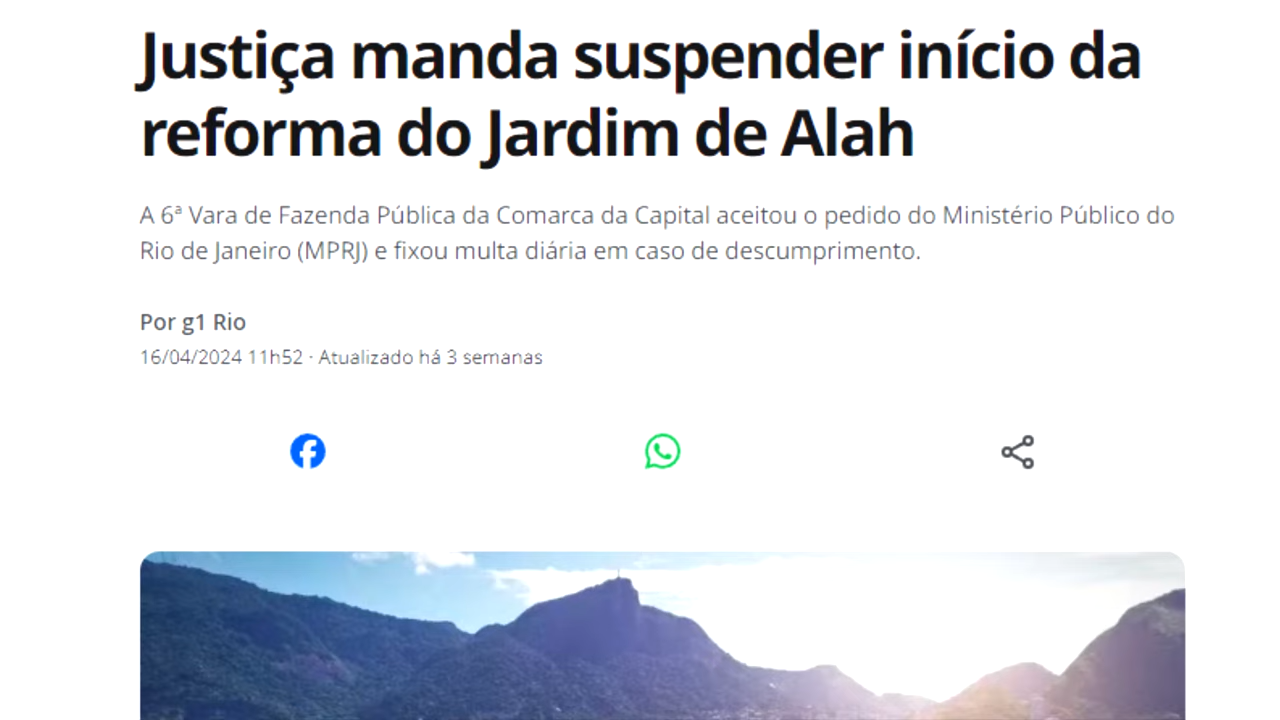 Justiça manda suspender início da
reforma do Jardim de Alah
A 6ª Vara de Fazenda Pública da Comarca da Capital aceitou o pedido do Ministério Público do
Rio de Janeiro (MPRJ) e fixou multa diária em caso de descumprimento.
Por g1 Rio
16/04/2024 11h52 · Atualizado há 3 semanas